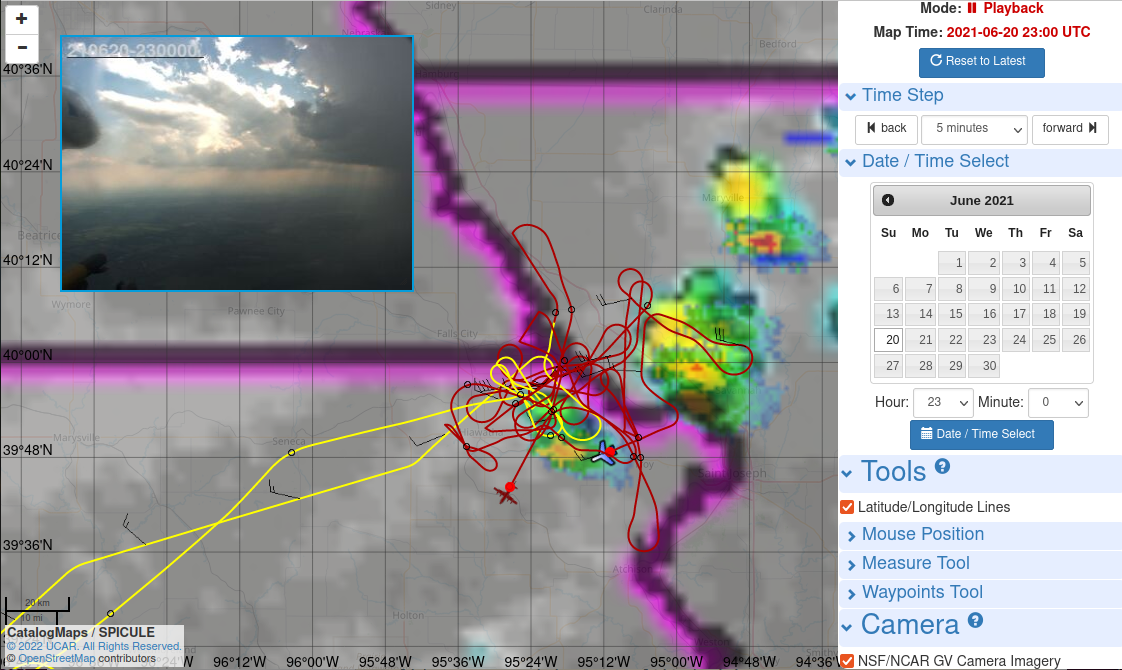 +
−
Sidney
Clarinda
Nebraska
Bedford
210620-230000
40°36'N
40°24'N
Maryville
40°12'N
Beatrice
Wymore
Pawnee City
Falls City
40°00'N
Marysville
Seneca
Hiawatha
39°48'N
Troy
Saint Joseph
39°36'N
Atchison
Holton
20 km
10 mi
CatalogMaps / SPICULE
© 2022 UCAR. All Rights Reserved.
© OpenStreetMap contributors
96°12'W 96°00'W 95°48'W 95°36'W 95°24'W 95°12'W 95°00'W 94°48'W 94°36'W
Mode: Playback
Map Time: 2021-06-20 23:00 UTC
Reset to Latest
Time Step
back 5 minutes forward
Date / Time Select
June 2021
Su Mo Tu We Th Fr Sa
1 2 3 4 5
6 7 8 9 10 11 12
13 14 15 16 17 18 19
20 21 22 23 24 25 26
27 28 29 30
Hour: 23 Minute: 0
Date / Time Select
Tools ?
Latitude/Longitude Lines
Mouse Position
Measure Tool
Waypoints Tool
Camera ?
NSF/NCAR GV Camera Imagery